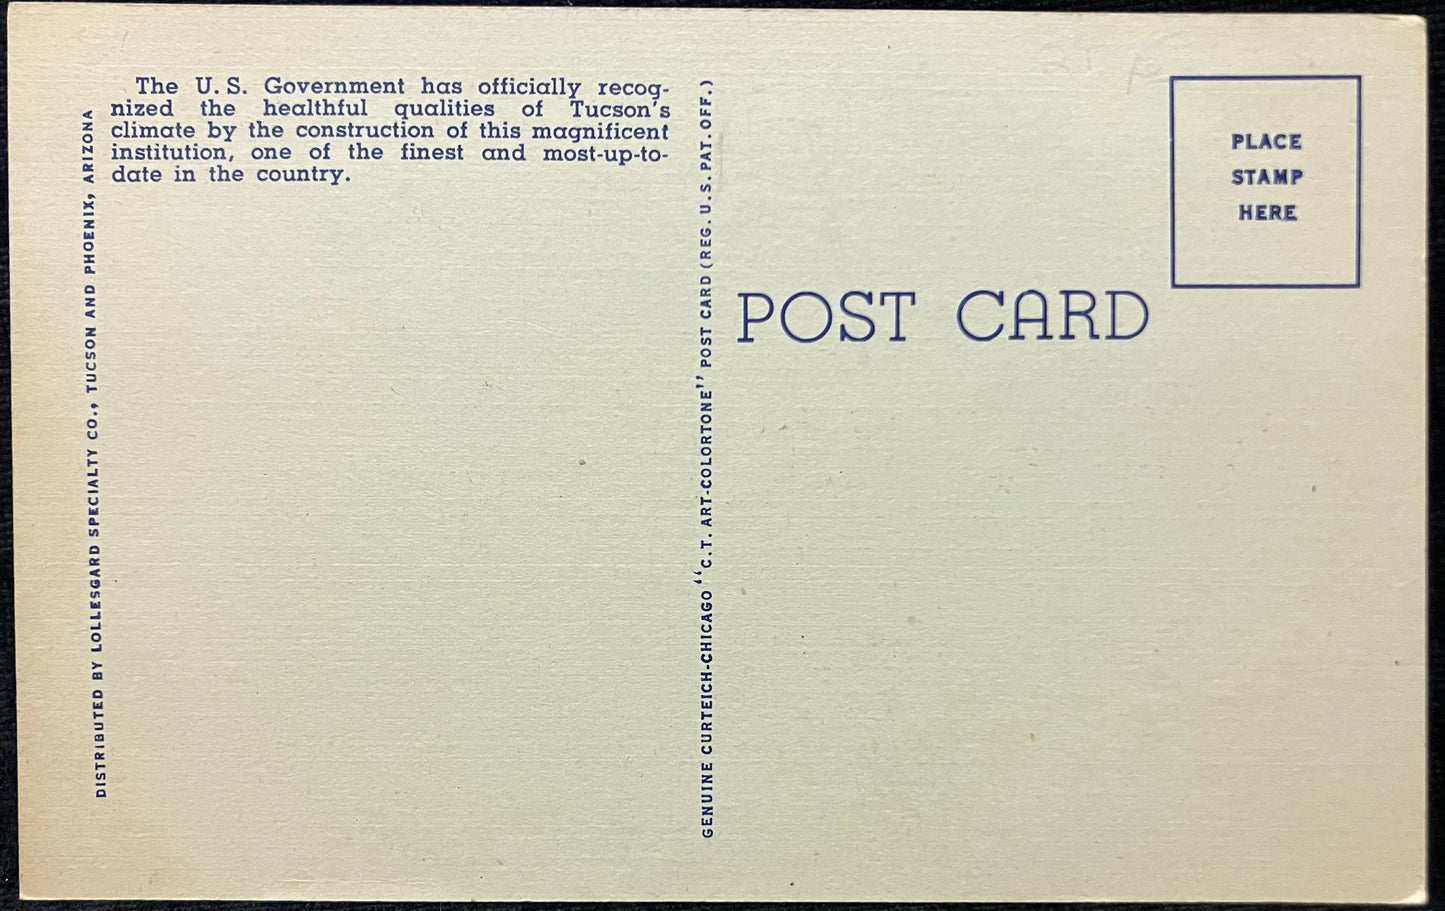 The U. S. Government has officially recog-
nized the healthful qualities of Tucson's
climate by the construction of this magnificent
institution, one of the finest and most-up-to-
date in the country.
DISTRIBUTED BY LOLLESGARD SPECIALTY CO., TUCSON AND PHOENIX, ARIZONA
GENUINE CURTEICH-CHICAGO "C.T. ART-COLORTONE" POST CARD (REG. U.S. PAT. OFF.)
POST CARD
PLACE
STAMP
HERE